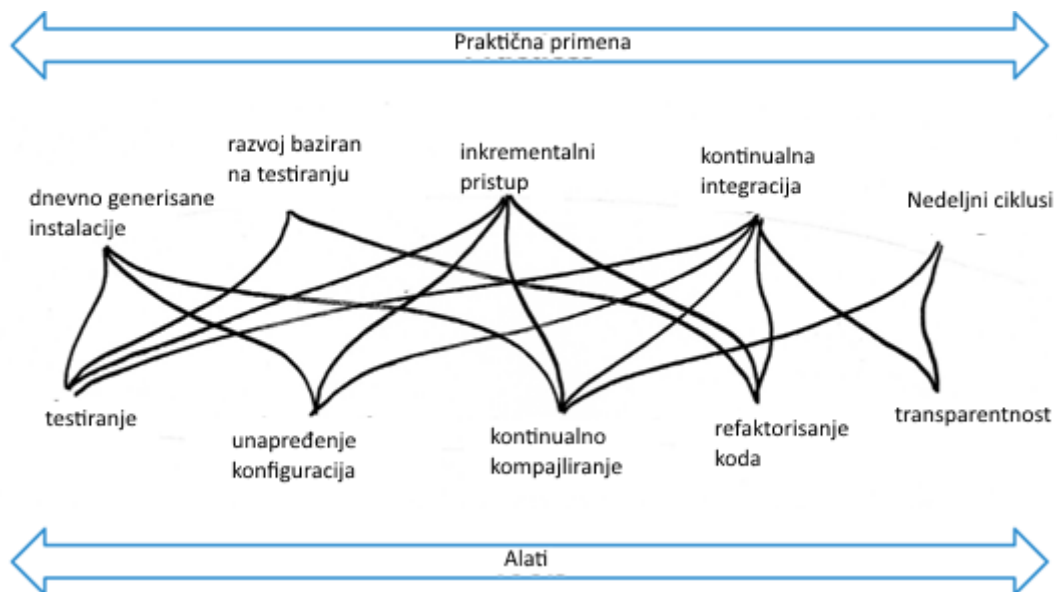 Praktična primena
razvoj baziran
na testiranju
inkrementalni
pristup
kontinualna
integracija
dnevno generisane
instalacije
Nedeljni ciklusi
testiranje
unapređenje
konfiguracija
kontinualno
kompajliranje
refaktorisanje
koda
transparentnost
Alati